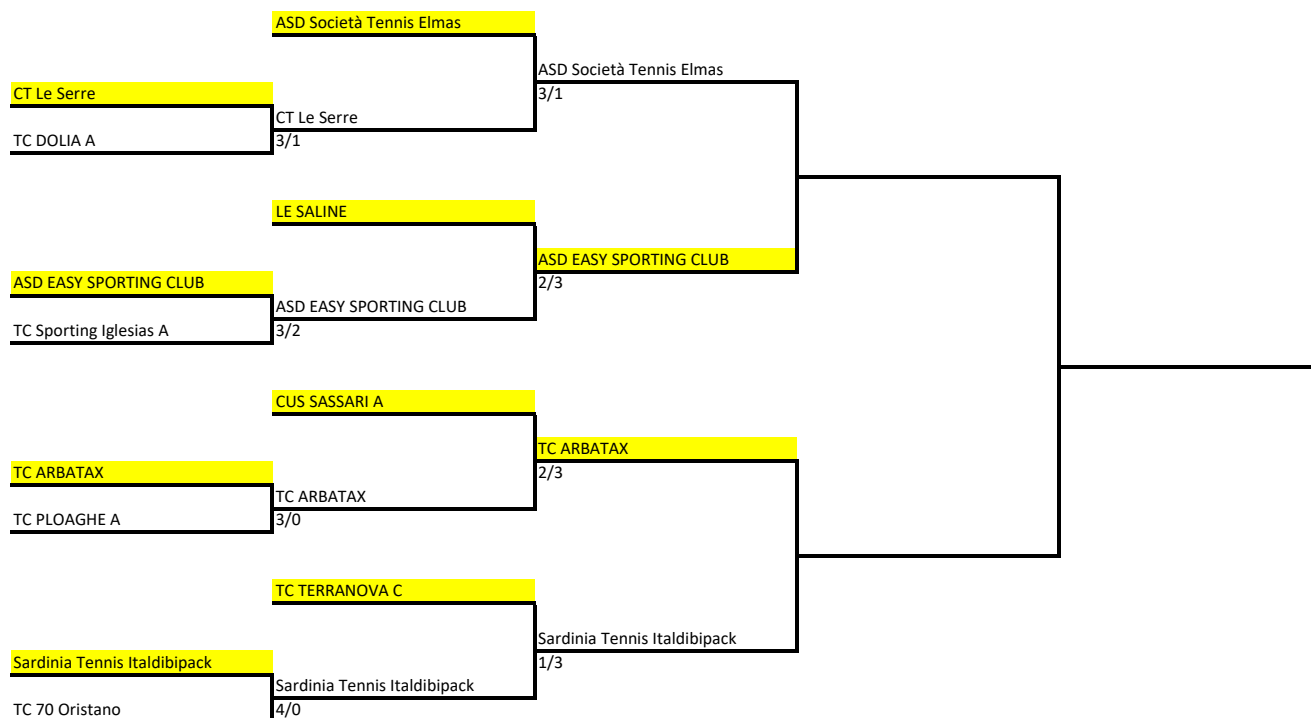 ASD Società Tennis Elmas
ASD Società Tennis Elmas
CT Le Serre
3/1
CT Le Serre
TC DOLIA A
3/1
LE SALINE
ASD EASY SPORTING CLUB
ASD EASY SPORTING CLUB
2/3
ASD EASY SPORTING CLUB
TC Sporting Iglesias A
3/2
CUS SASSARI A
TC ARBATAX
TC ARBATAX
2/3
TC ARBATAX
TC PLOAGHE A
3/0
TC TERRANOVA C
Sardinia Tennis Italdibipack
Sardinia Tennis Italdibipack
1/3
Sardinia Tennis Italdibipack
TC 70 Oristano
4/0